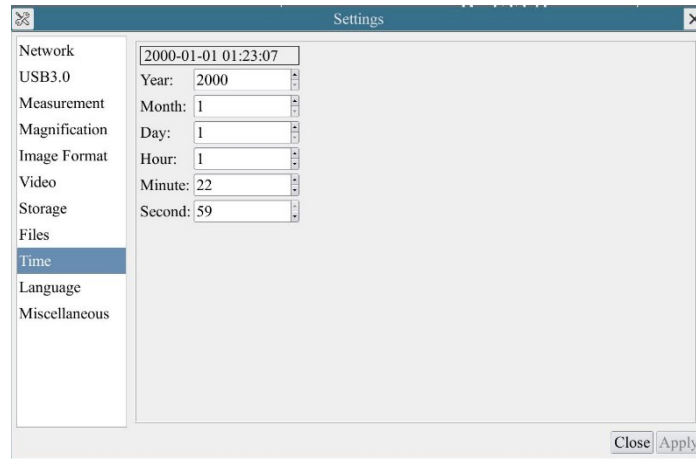 Settings
Network
USB3.0
Measurement
Magnification
Image Format
Video
Storage
Files
Time
Language
Miscellaneous
2000-01-01 01:23:07
Year: 2000
Month: 1
Day: 1
Hour: 1
Minute: 22
Second: 59
Close Apply